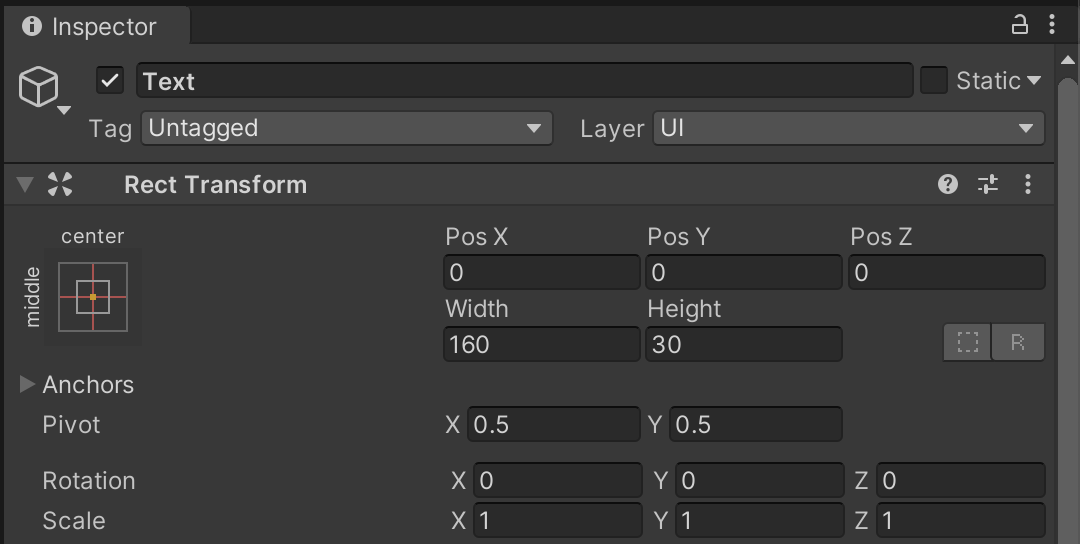 Inspector
Text
Static
Tag Untagged Layer UI
Rect Transform
center Pos X Pos Y Pos Z
middle
0 0 0
Width Height
160 30 R
Anchors
Pivot X 0.5 Y 0.5
Rotation X 0 Y 0 Z 0
Scale X 1 Y 1 Z 1